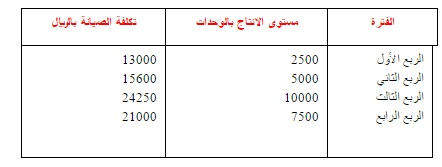 الفترة مستوى الانتاج بالوحدات تكلفة الصيانة بالريال
الربع الأول 2500 13000
الربع الثاني 5000 15600
الربع الثالث 10000 24250
الربع الرابع 7500 21000